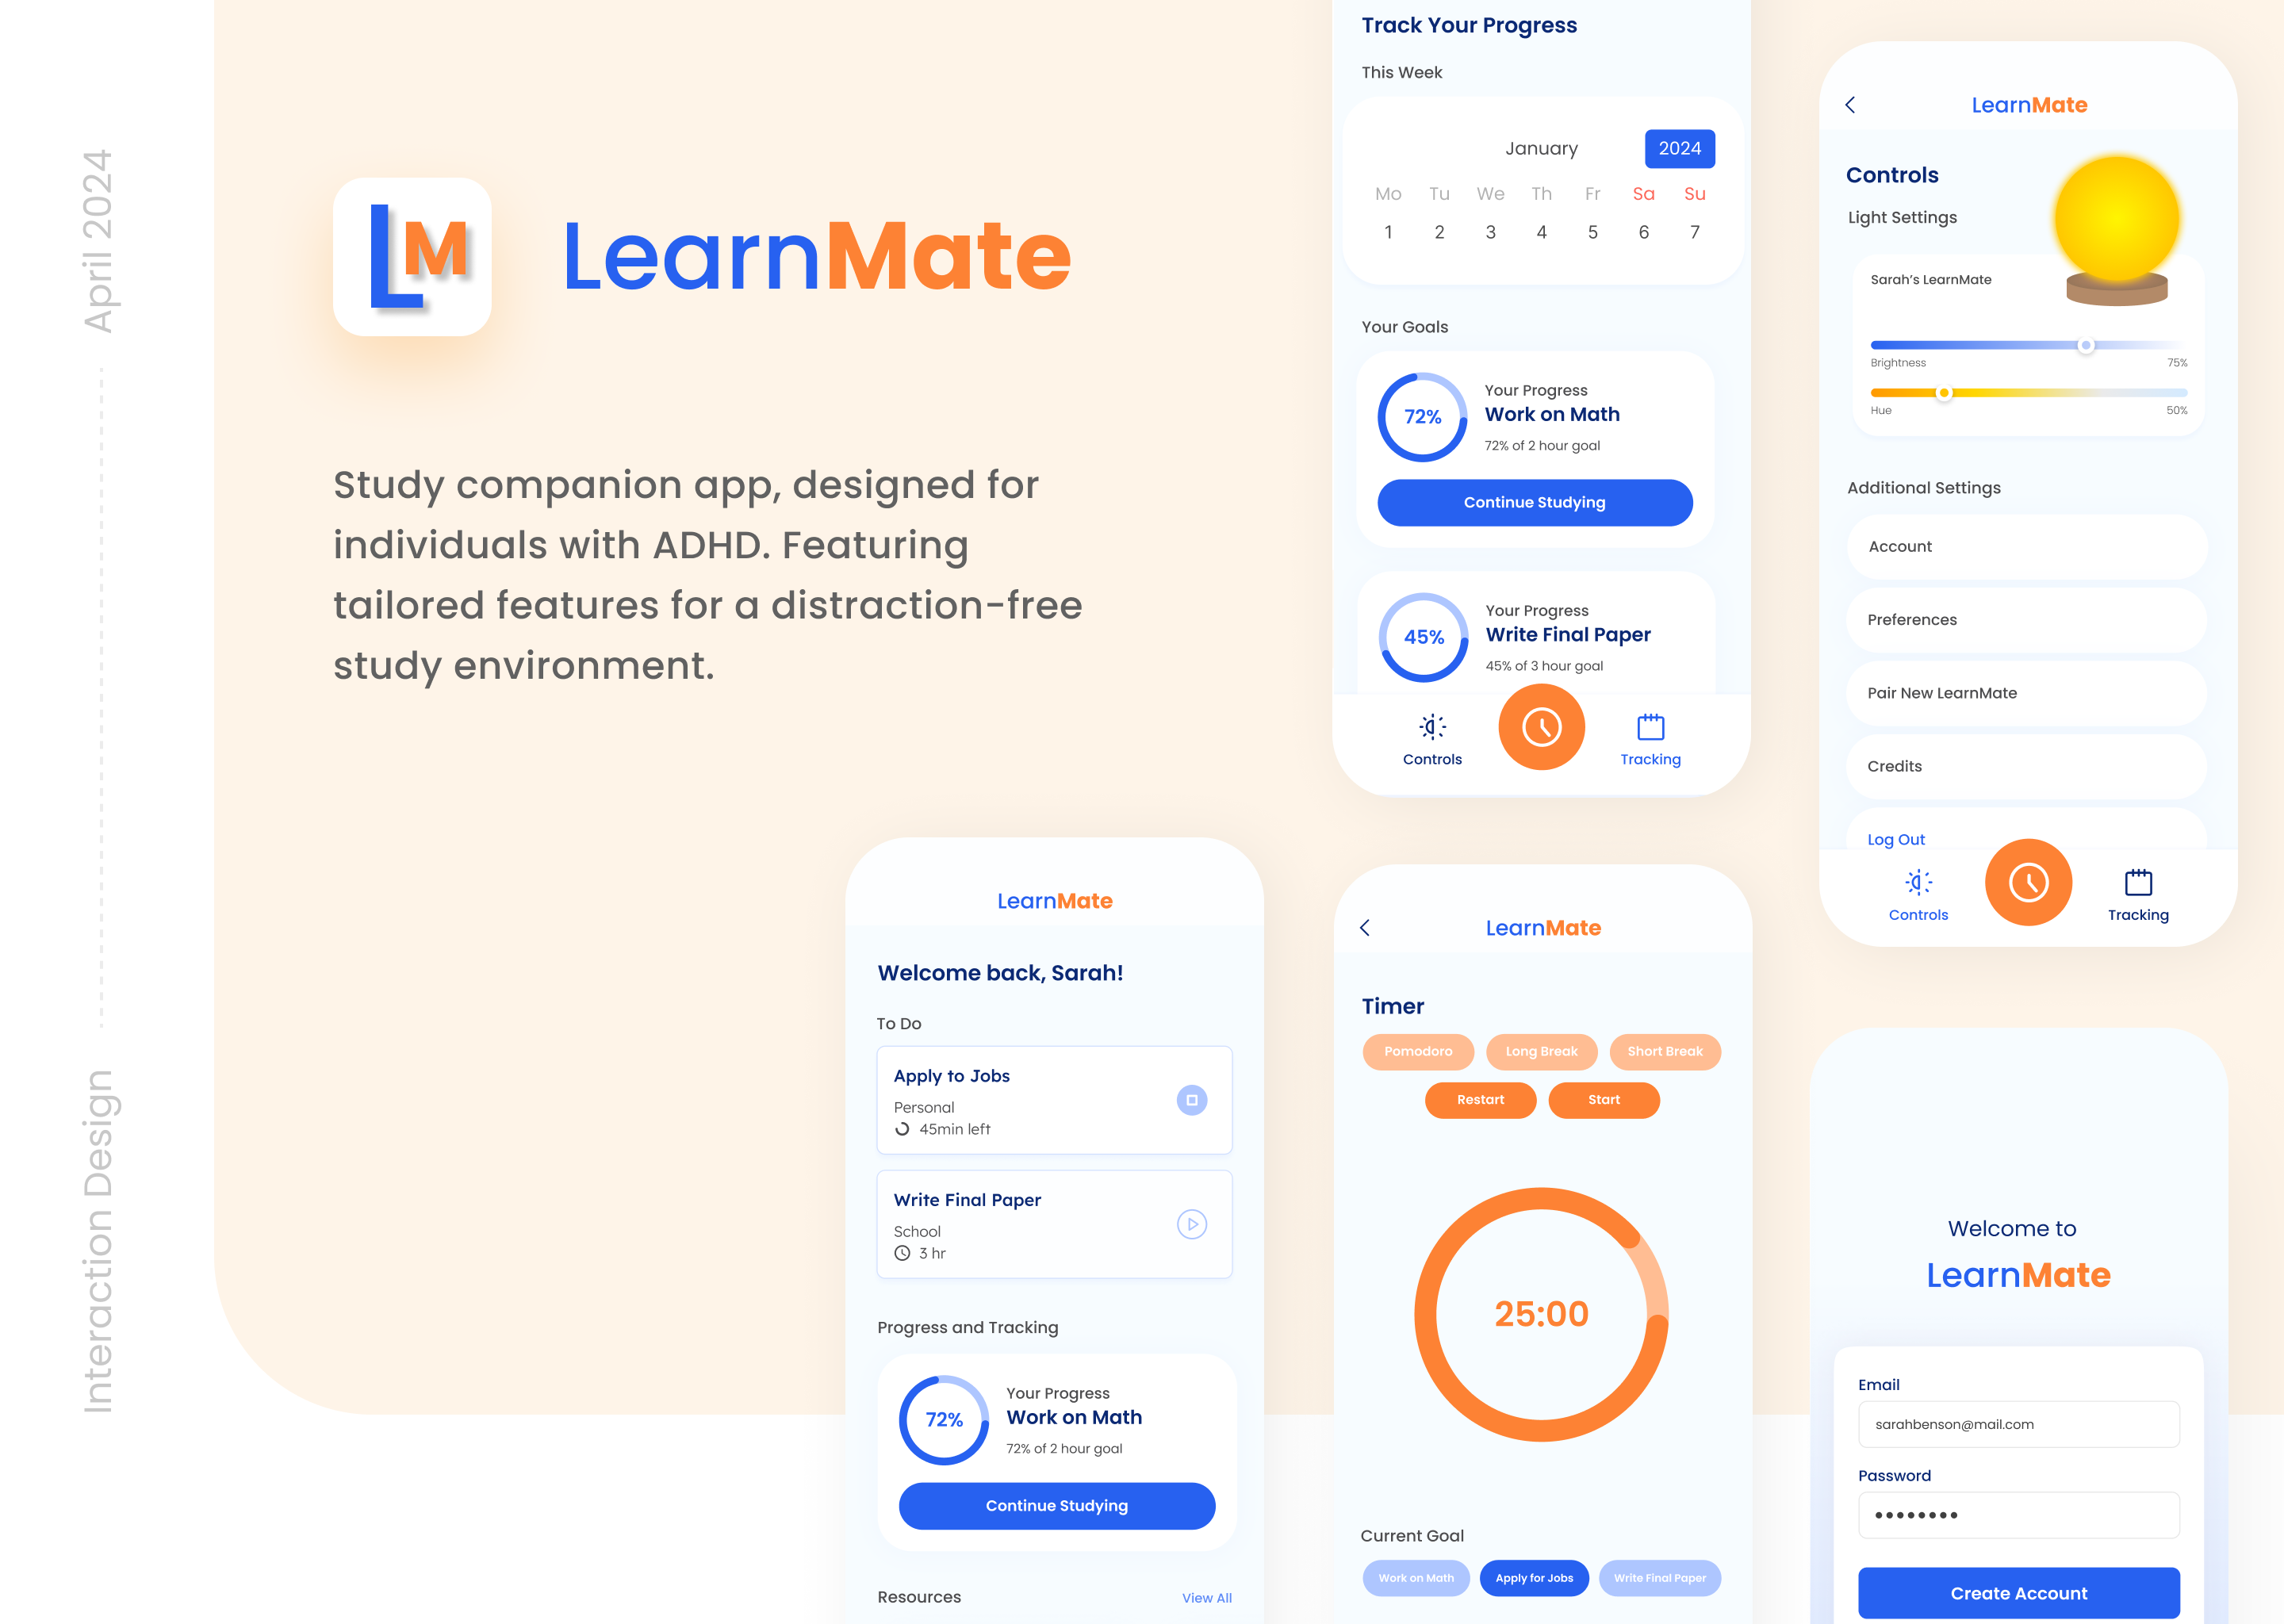 April 2024
Interaction Design
LM
LearnMate
Study companion app, designed for
individuals with ADHD. Featuring
tailored features for a distraction-free
study environment.
Track Your Progress
This Week
January 2024
Mo Tu We Th Fr Sa Su
1 2 3 4 5 6 7
Your Goals
72%
Your Progress
Work on Math
72% of 2 hour goal
Continue Studying
45%
Your Progress
Write Final Paper
45% of 3 hour goal
Controls Tracking
LearnMate
Controls
Light Settings
Sarah's LearnMate
Brightness 75%
Hue 50%
Additional Settings
Account
Preferences
Pair New LearnMate
Credits
Log Out
Controls Tracking
LearnMate
Welcome back, Sarah!
To Do
Apply to Jobs
Personal
45min left
Write Final Paper
School
3 hr
Progress and Tracking
72%
Your Progress
Work on Math
72% of 2 hour goal
Continue Studying
Resources View All
LearnMate
Timer
Pomodoro Long Break Short Break
Restart Start
25:00
Current Goal
Work on Math Apply for Jobs Write Final Paper
Welcome to
LearnMate
Email
sarahbenson@mail.com
Password
••••••••
Create Account